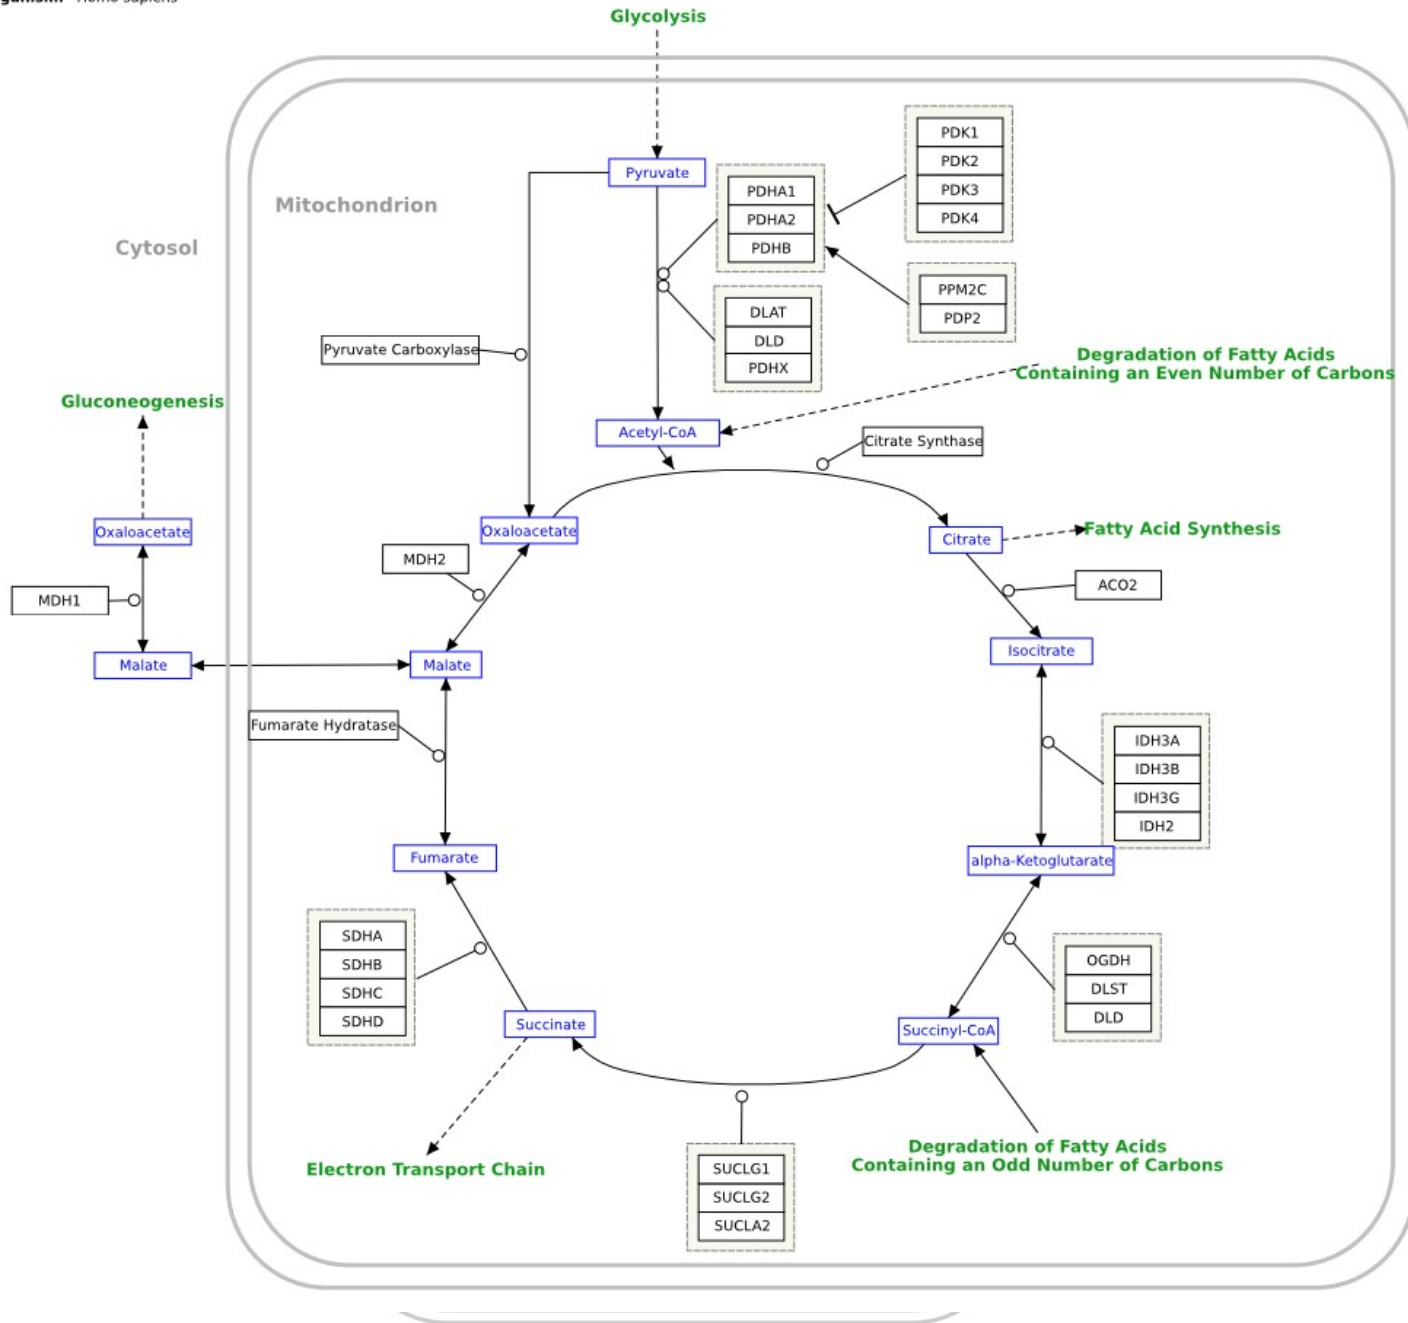 Homo sapiens
Glycolysis
PDK1
PDK2
PDK3
PDK4
Pyruvate
PDHA1
PDHA2
PDHB
Mitochondrion
Cytosol
PPM2C
PDP2
DLAT
DLD
PDHX
Pyruvate Carboxylase
Degradation of Fatty Acids
Containing an Even Number of Carbons
Gluconeogenesis
Acetyl-CoA
Citrate Synthase
Oxaloacetate
Oxaloacetate
Citrate
Fatty Acid Synthesis
MDH2
ACO2
MDH1
Isocitrate
Malate
Malate
Fumarate Hydratase
IDH3A
IDH3B
IDH3G
IDH2
Fumarate
alpha-Ketoglutarate
SDHA
SDHB
SDHC
SDHD
OGDH
DLST
DLD
Succinate
Succinyl-CoA
Degradation of Fatty Acids
Containing an Odd Number of Carbons
Electron Transport Chain
SUCLG1
SUCLG2
SUCLA2